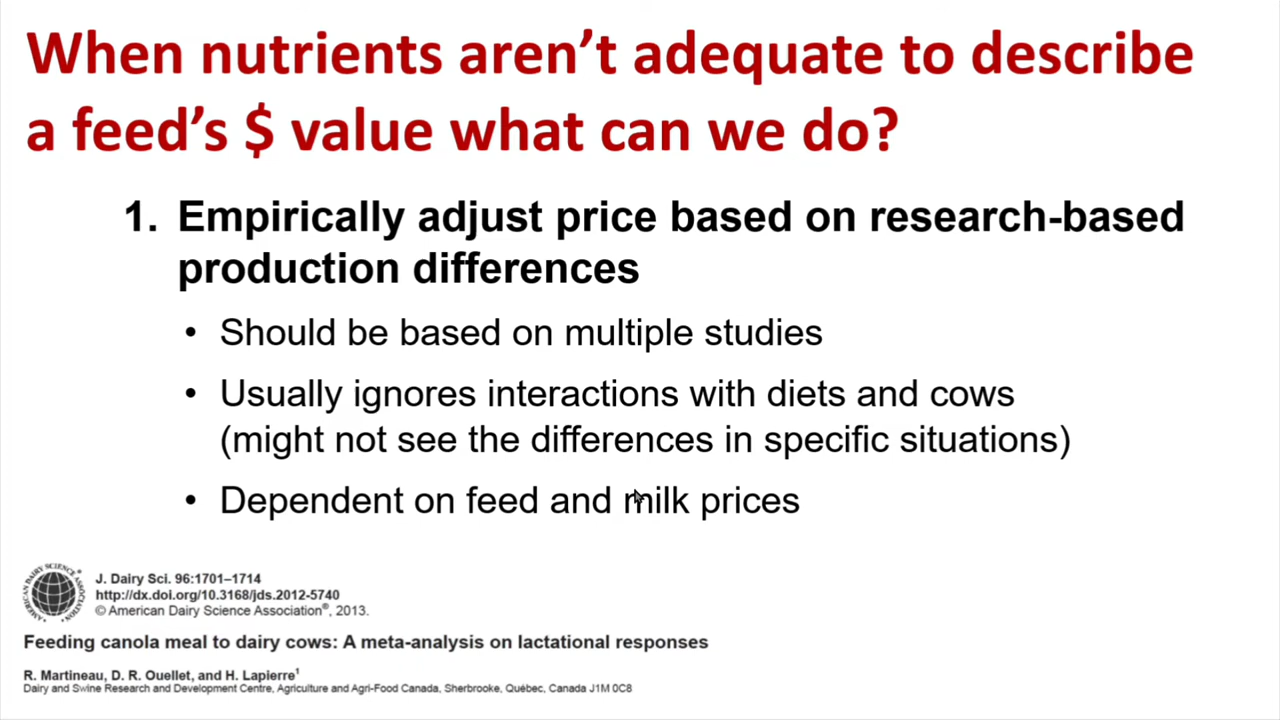 When nutrients aren’t adequate to describe
a feed’s $ value what can we do?
1. Empirically adjust price based on research-based
production differences
• Should be based on multiple studies
• Usually ignores interactions with diets and cows
(might not see the differences in specific situations)
• Dependent on feed and milk prices
AMERICAN DAIRY SCIENCE ASSOCIATION®
J. Dairy Sci. 96:1701–1714
http://dx.doi.org/10.3168/jds.2012-5740
© American Dairy Science Association®, 2013.
Feeding canola meal to dairy cows: A meta-analysis on lactational responses
R. Martineau, D. R. Ouellet, and H. Lapierre¹
Dairy and Swine Research and Development Centre, Agriculture and Agri-Food Canada, Sherbrooke, Québec, Canada J1M 0C8